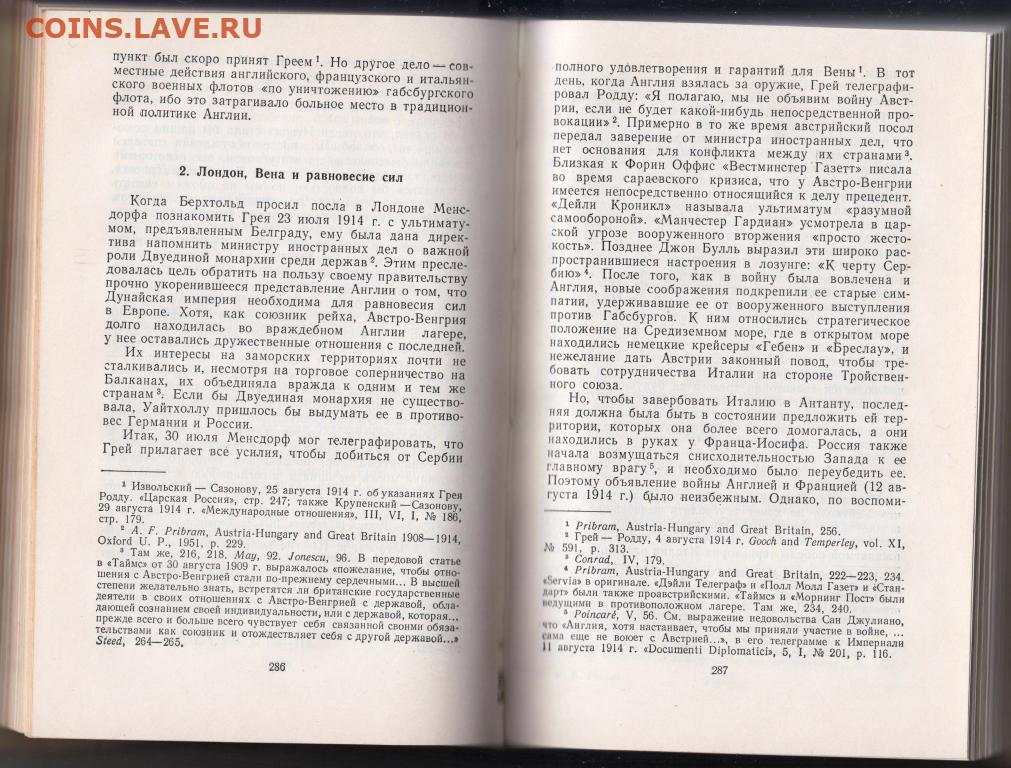 COINS.LAVE.RU
пункт был скоро принят Греем ¹. Но другое дело — сов-
местные действия английского, французского и итальян-
ского военных флотов «по уничтожению» габсбургского
флота, ибо это затрагивало больное место в традицион-
ной политике Англии.
2. Лондон, Вена и равновесие сил
Когда Берхтольд просил посла в Лондоне Менс-
дорфа познакомить Грея 23 июля 1914 г. с ультимату-
мом, предъявленным Белграду, ему была дана дирек-
тива напомнить министру иностранных дел о важной
роли Двуединой монархии среди держав ². Этим пресле-
довалась цель обратить на пользу своему правительству
прочно укоренившееся представление Англии о том, что
Дунайская империя необходима для равновесия сил
в Европе. Хотя, как союзник рейха, Австро-Венгрия
долго находилась во враждебном Англии лагере,
у нее оставались дружественные отношения с последней.
Их интересы на заморских территориях почти не
сталкивались и, несмотря на торговое соперничество на
Балканах, их объединяла вражда к одним и тем же
странам ³. Если бы Двуединая монархия не существо-
вала, Уайтхоллу пришлось бы выдумать ее в противо-
вес Германии и России.
Итак, 30 июля Менсдорф мог телеграфировать, что
Грей прилагает все усилия, чтобы добиться от Сербии
¹ Извольский — Сазонову, 25 августа 1914 г. об указаниях Грея
Родду. «Царская Россия», стр. 247; также Крупенский — Сазонову,
29 августа 1914 г. «Международные отношения», III, VI, I, № 186,
стр. 179.
² A. F. Pribram, Austria-Hungary and Great Britain 1908—1914,
Oxford U. P., 1951, p. 229.
³ Там же, 216, 218. May, 92. Jonescu, 96. В передовой статье
в «Таймс» от 30 августа 1909 г. выражалось «пожелание, чтобы отно-
шения с Австро-Венгрией стали по-прежнему сердечными... В высшей
степени желательно знать, встретятся ли британские государственные
деятели в своих отношениях с Австро-Венгрией с державой, обла-
дающей сознанием своей индивидуальности, или с державой, которая...
прежде всего и больше всего чувствует себя связанной своими обяза-
тельствами как союзник и отождествляет себя с другой державой...»
Steed, 264—265.
286
полного удовлетворения и гарантий для Вены ¹. В тот
день, когда Англия взялась за оружие, Грей телеграфи-
ровал Родду: «Я полагаю, мы не объявим войну Авст-
рии, если не будет какой-нибудь непосредственной про-
вокации» ². Примерно в то же время австрийский посол
передал заверение от министра иностранных дел, что
нет основания для конфликта между их странами ³.
Близкая к Форин Оффис «Вестминстер Газетт» писала
во время сараевского кризиса, что у Австро-Венгрии
имеется непосредственно относящийся к делу прецедент.
«Дейли Кроникл» называла ультиматум «разумной
самообороной». «Манчестер Гардиан» усмотрела в цар-
ской угрозе вооруженного вторжения «просто жесто-
кость». Позднее Джон Булль выразил эти широко рас-
пространившиеся настроения в лозунге: «К черту Сер-
бию» ⁴. После того, как в войну была вовлечена и
Англия, новые соображения подкрепили ее старые сим-
патии, удерживавшие ее от вооруженного выступления
против Габсбургов. К ним относились стратегическое
положение на Средиземном море, где в открытом море
находились немецкие крейсеры «Гебен» и «Бреслау», и
нежелание дать Австрии законный повод, чтобы тре-
бовать сотрудничества Италии на стороне Тройствен-
ного союза.
Но, чтобы завербовать Италию в Антанту, послед-
няя должна была быть в состоянии предложить ей тер-
ритории, которых она более всего домогалась, а они
находились в руках у Франца-Иосифа. Россия также
начала возмущаться снисходительностью Запада к ее
главному врагу ⁵, и необходимо было переубедить ее.
Поэтому объявление войны Англией и Францией (12 ав-
густа 1914 г.) было неизбежным. Однако, по воспоми-
¹ Pribram, Austria-Hungary and Great Britain, 256.
² Грей — Родду, 4 августа 1914 г. Gooch and Temperley, vol. XI,
№ 591, p. 313.
³ Conrad, IV, 179.
⁴ Pribram, Austria-Hungary and Great Britain, 222—223, 234.
«Servia» в оригинале. «Дэйли Телеграф» и «Полл Молл Газет» и «Стан-
дарт» были также проавстрийскими. «Таймс» и «Морнинг Пост» были
ведущими в противоположном лагере. Там же, 234, 240.
⁵ Poincaré, V, 56. См. выражение недовольства Сан Джулиано,
что «Англия, хотя настаивает, чтобы мы приняли участие в войне, ...
сама еще не воюет с Австрией...», в его телеграмме к Империали
11 августа 1914 г. «Documenti Diplomatici», 5, I, № 201, p. 116.
287